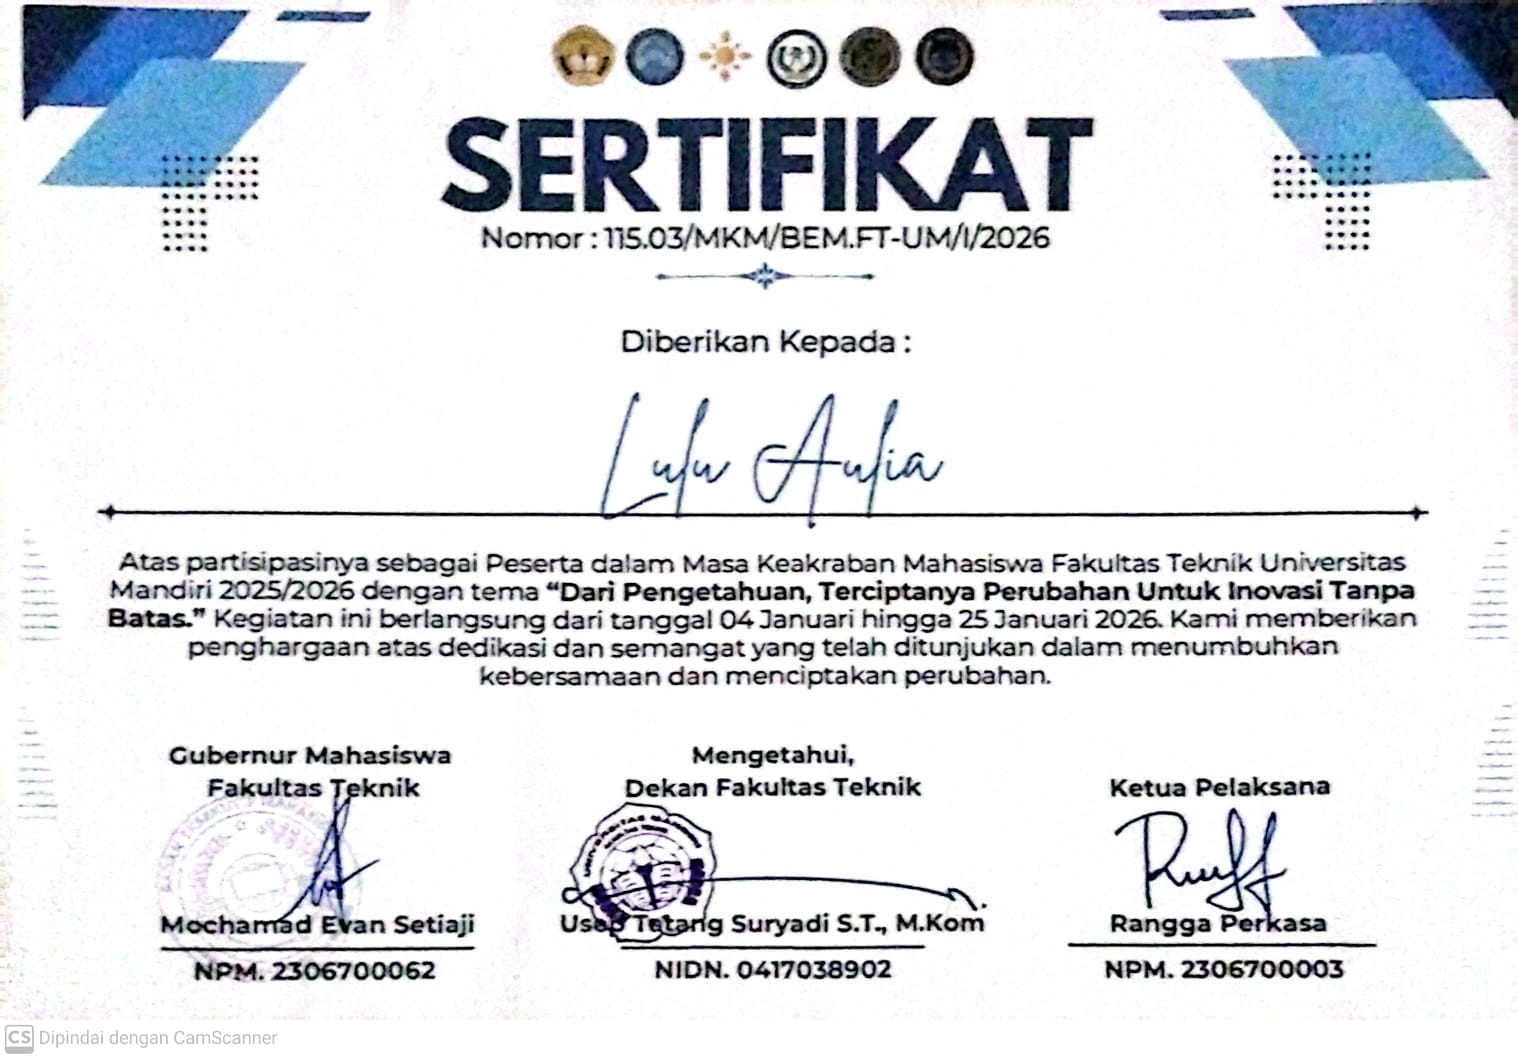 SERTIFIKAT
Nomor : 115.03/MKM/BEM.FT-UM/I/2026
Diberikan Kepada :
Lulu Aulia
Atas partisipasinya sebagai Peserta dalam Masa Keakraban Mahasiswa Fakultas Teknik Universitas
Mandiri 2025/2026 dengan tema “Dari Pengetahuan, Terciptanya Perubahan Untuk Inovasi Tanpa
Batas.” Kegiatan ini berlangsung dari tanggal 04 Januari hingga 25 Januari 2026. Kami memberikan
penghargaan atas dedikasi dan semangat yang telah ditunjukan dalam menumbuhkan
kebersamaan dan menciptakan perubahan.
Gubernur Mahasiswa
Fakultas Teknik
Mochamad Evan Setiaji
NPM. 2306700062
Mengetahui,
Dekan Fakultas Teknik
Usep Tetang Suryadi S.T., M.Kom
NIDN. 0417038902
Ketua Pelaksana
Rangga Perkasa
NPM. 2306700003
CS Dipindai dengan CamScanner